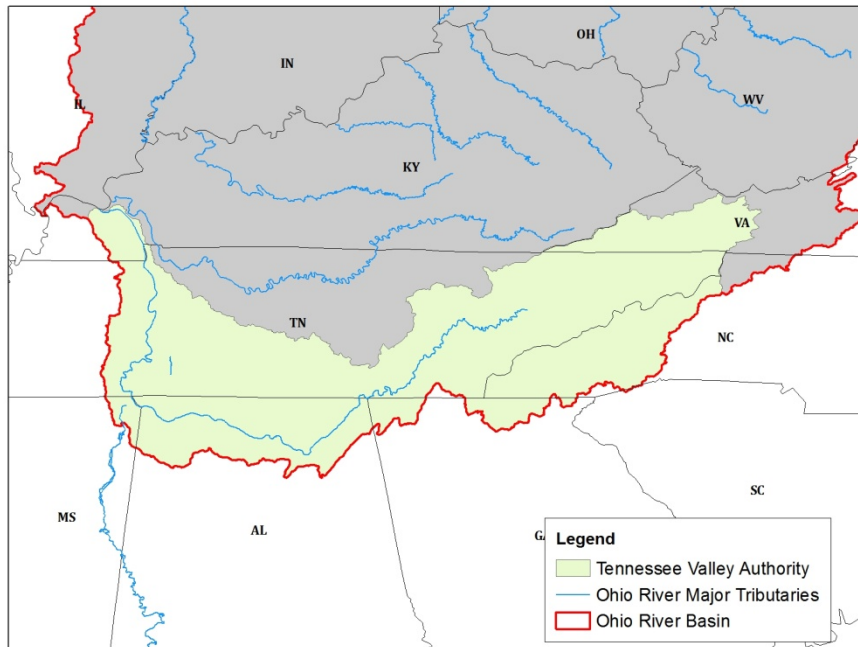 OH
IN
WV
IL
KY
VA
TN
NC
SC
MS
AL
GA
Legend
Tennessee Valley Authority
Ohio River Major Tributaries
Ohio River Basin